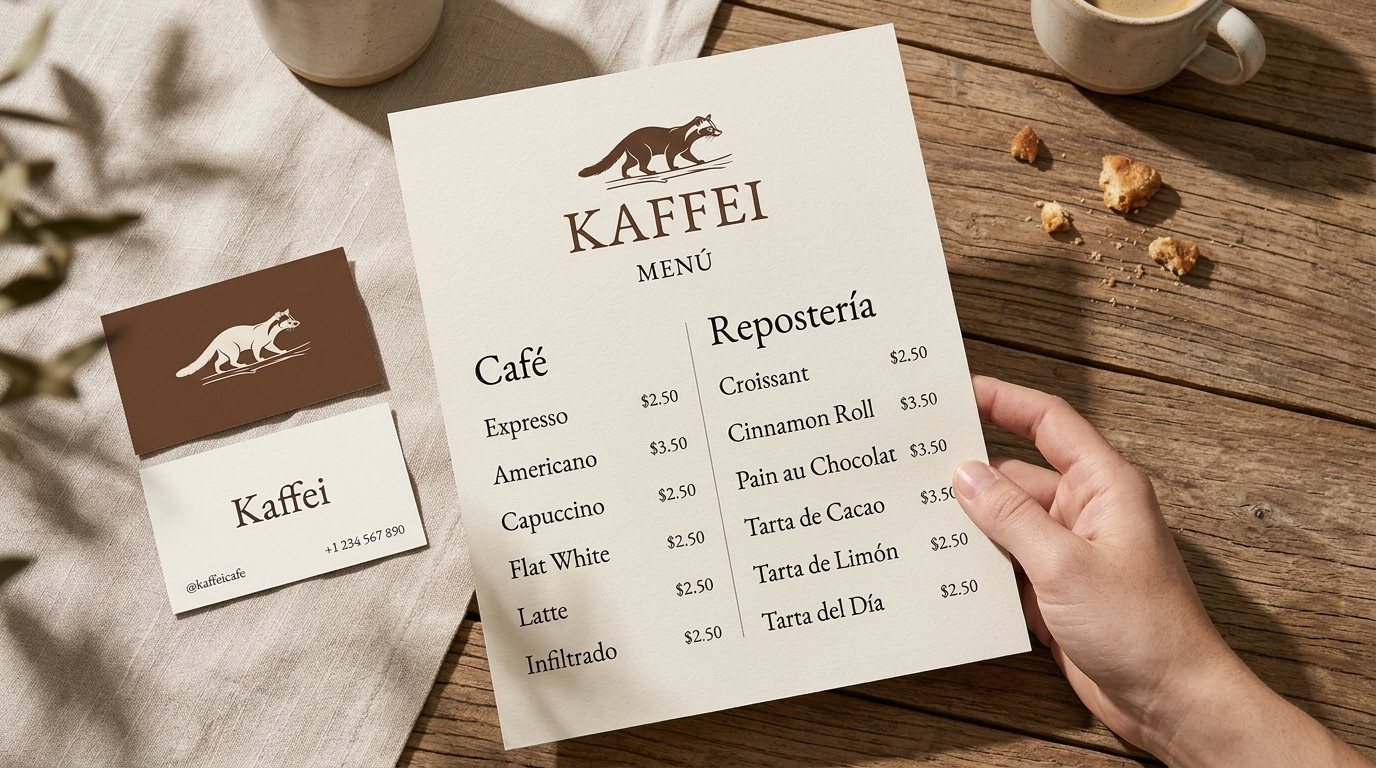 KAFFEI
MENÚ
Café
Expresso $2.50
Americano $3.50
Capuccino $2.50
Flat White $2.50
Latte $2.50
Infiltrado $2.50
Repostería
Croissant $2.50
Cinnamon Roll $3.50
Pain au Chocolat $3.50
Tarta de Cacao $3.50
Tarta de Limón $2.50
Tarta del Día $2.50
Kaffei
+1 234 567 890
@kaffeicafe